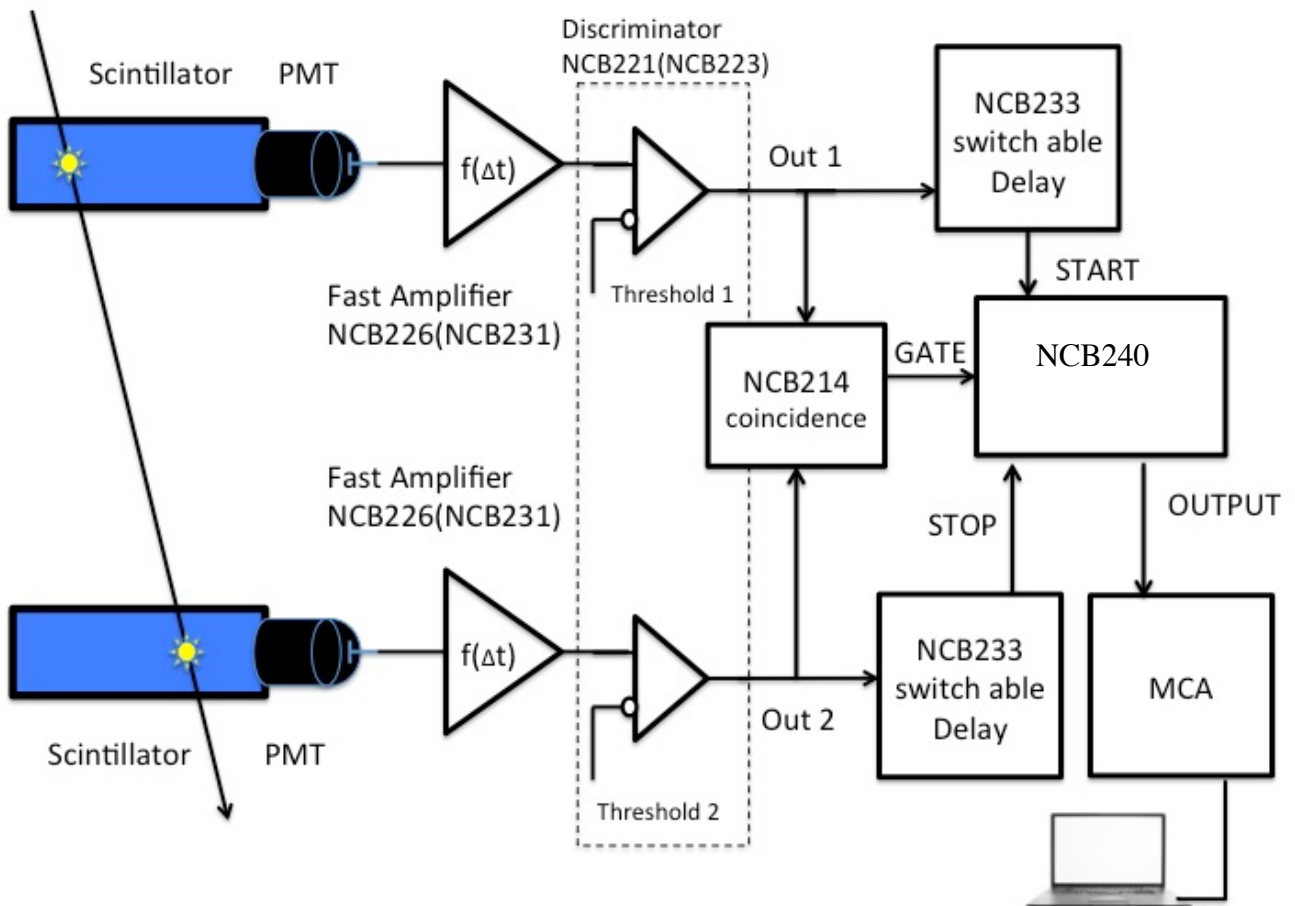 Discriminator
NCB221(NCB223)
Scintillator
PMT
NCB233
switch able
Delay
f(Δt)
Out 1
START
Threshold 1
Fast Amplifier
NCB226(NCB231)
NCB214
coincidence
GATE
NCB240
Fast Amplifier
NCB226(NCB231)
STOP
OUTPUT
f(Δt)
NCB233
switch able
Delay
MCA
Out 2
Scintillator
PMT
Threshold 2